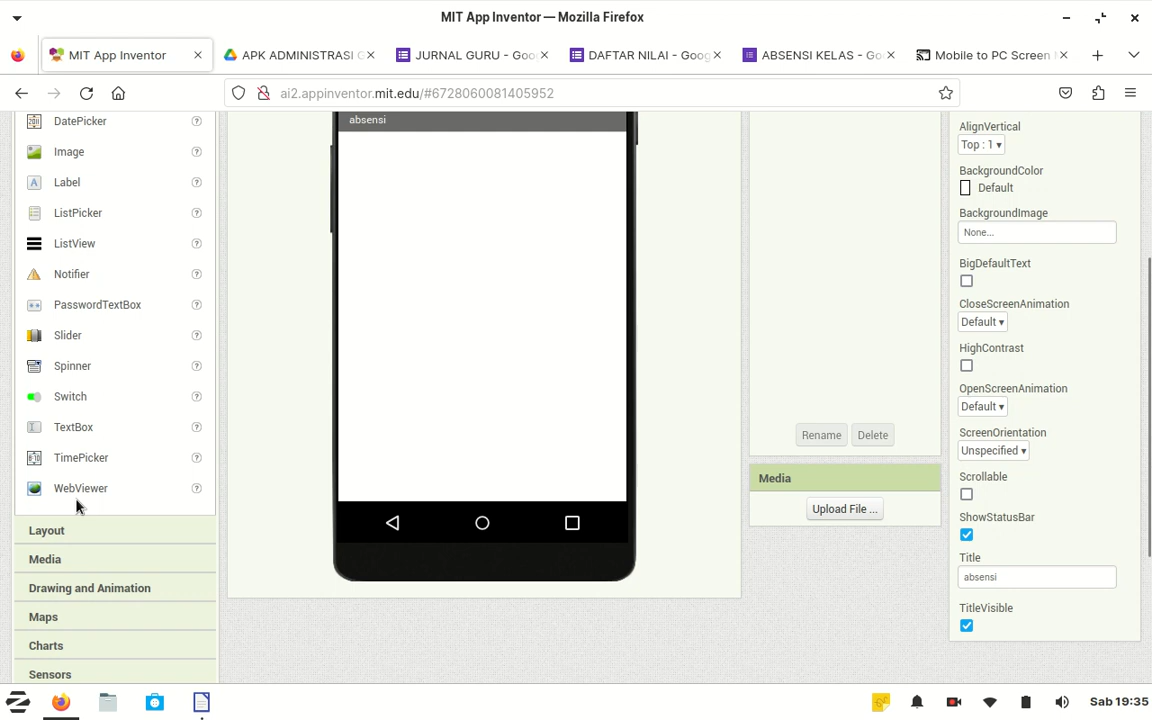 MIT App Inventor — Mozilla Firefox
MIT App Inventor
APK ADMINISTRASI G
JURNAL GURU - Goo
DAFTAR NILAI - Goog
ABSENSI KELAS - Go
Mobile to PC Screen
ai2.appinventor.mit.edu/#6728060081405952
DatePicker
Image
Label
ListPicker
ListView
Notifier
PasswordTextBox
Slider
Spinner
Switch
TextBox
TimePicker
WebViewer
Layout
Media
Drawing and Animation
Maps
Charts
Sensors
absensi
Rename
Delete
Media
Upload File ...
AlignVertical
Top : 1
BackgroundColor
Default
BackgroundImage
None...
BigDefaultText
CloseScreenAnimation
Default
HighContrast
OpenScreenAnimation
Default
ScreenOrientation
Unspecified
Scrollable
ShowStatusBar
Title
absensi
TitleVisible
Sab 19:35